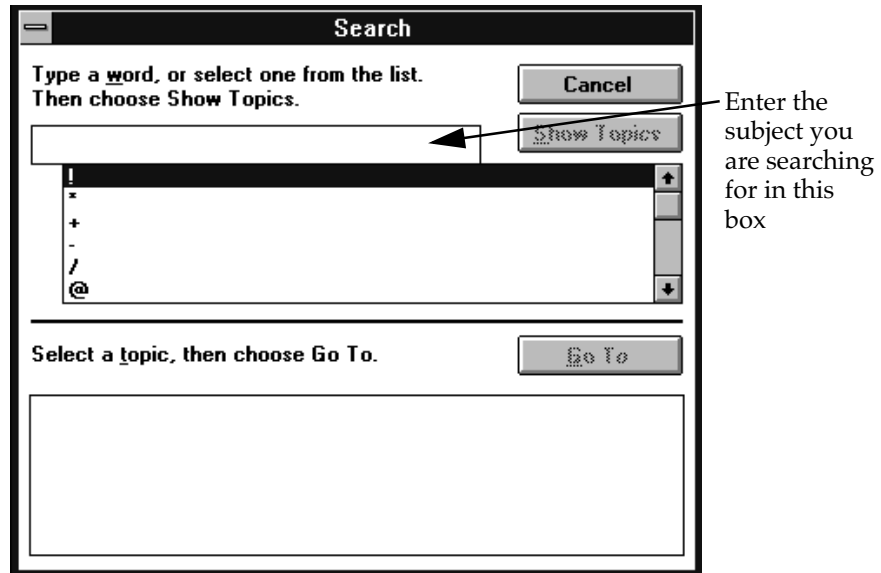 Search
Type a word, or select one from the list.
Then choose Show Topics.
Cancel
Show Topics
!
*
+
-
/
@
Select a topic, then choose Go To.
Go To
Enter the
subject you
are searching
for in this
box